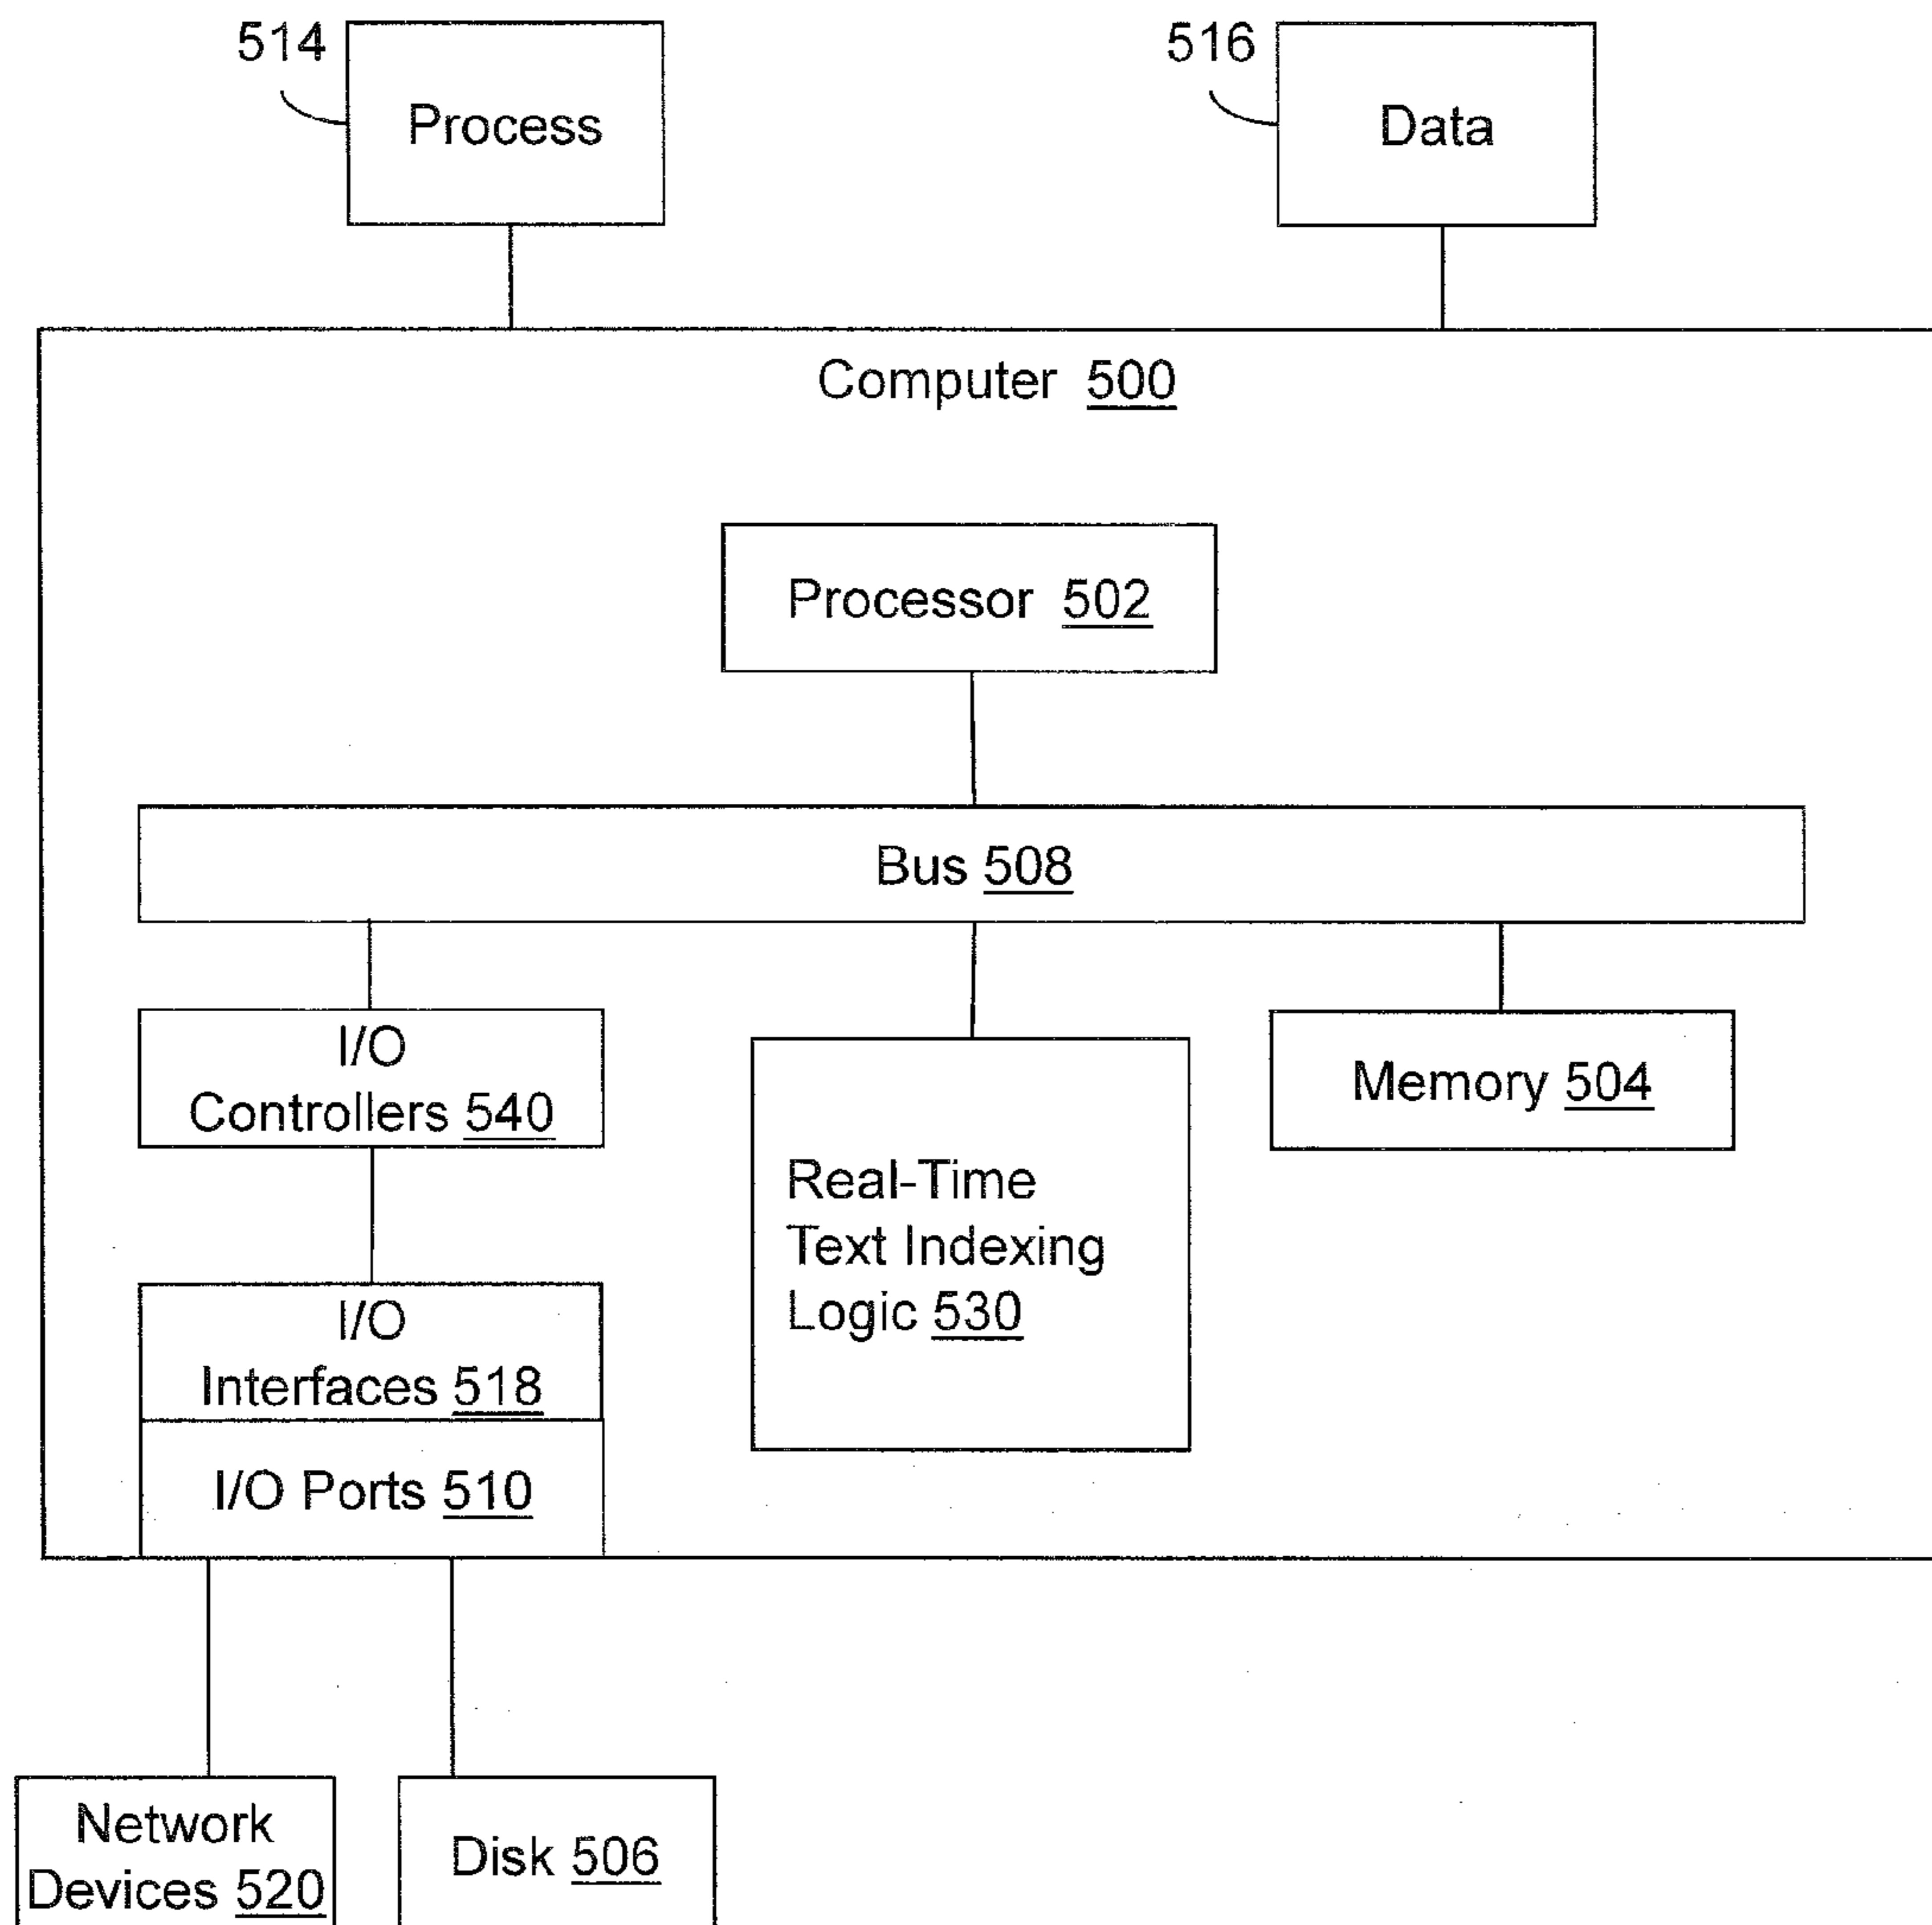 514
Process
516
Data
Computer 500
Processor 502
Bus 508
I/O
Controllers 540
Real-Time
Text Indexing
Logic 530
Memory 504
I/O
Interfaces 518
I/O Ports 510
Network
Devices 520
Disk 506